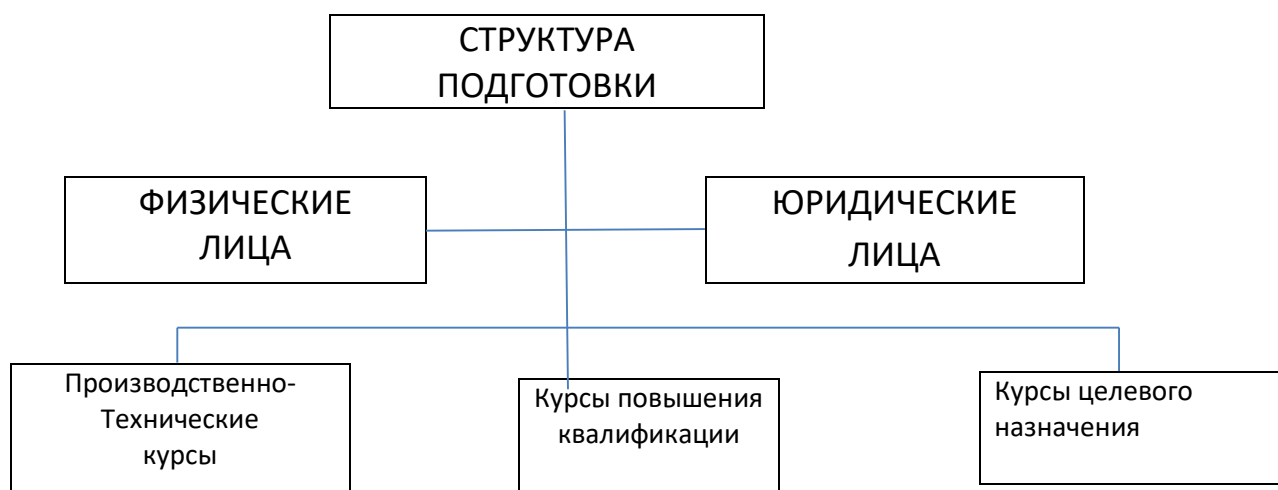 СТРУКТУРА
ПОДГОТОВКИ
ФИЗИЧЕСКИЕ
ЛИЦА
ЮРИДИЧЕСКИЕ
ЛИЦА
Производственно-
Технические
курсы
Курсы повышения
квалификации
Курсы целевого
назначения